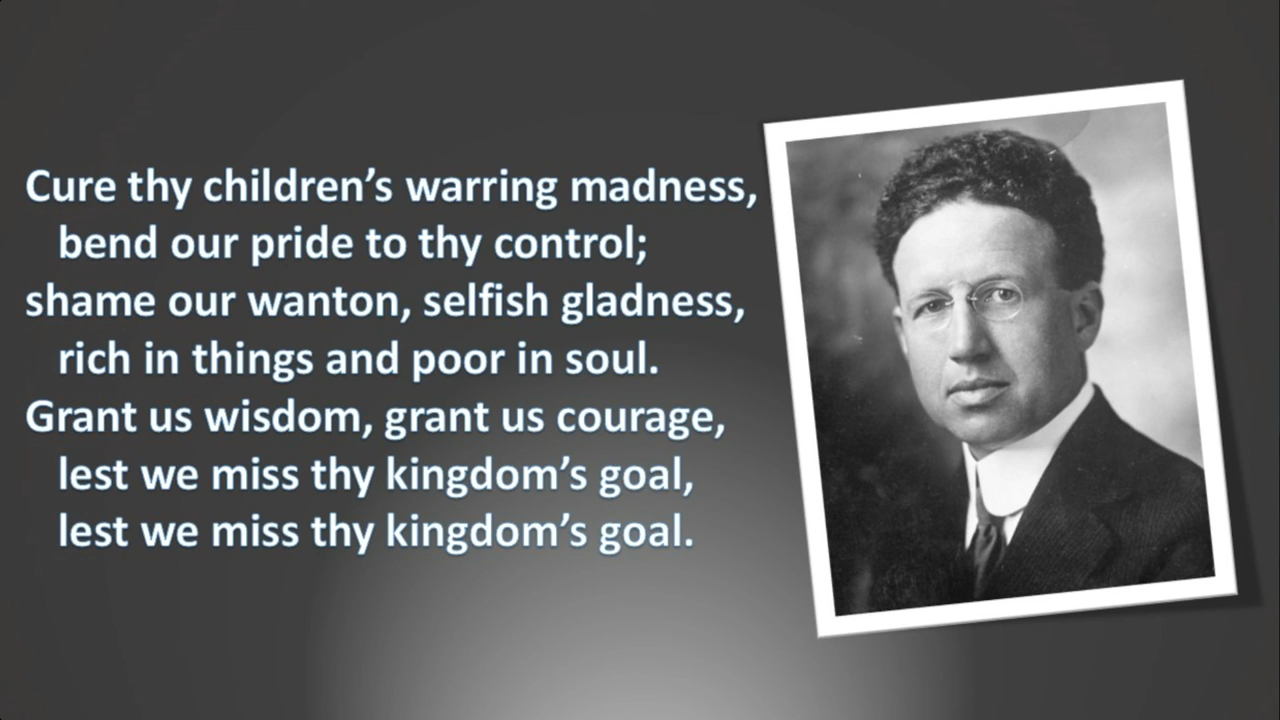 Cure thy children’s warring madness,
bend our pride to thy control;
shame our wanton, selfish gladness,
rich in things and poor in soul.
Grant us wisdom, grant us courage,
lest we miss thy kingdom’s goal,
lest we miss thy kingdom’s goal.